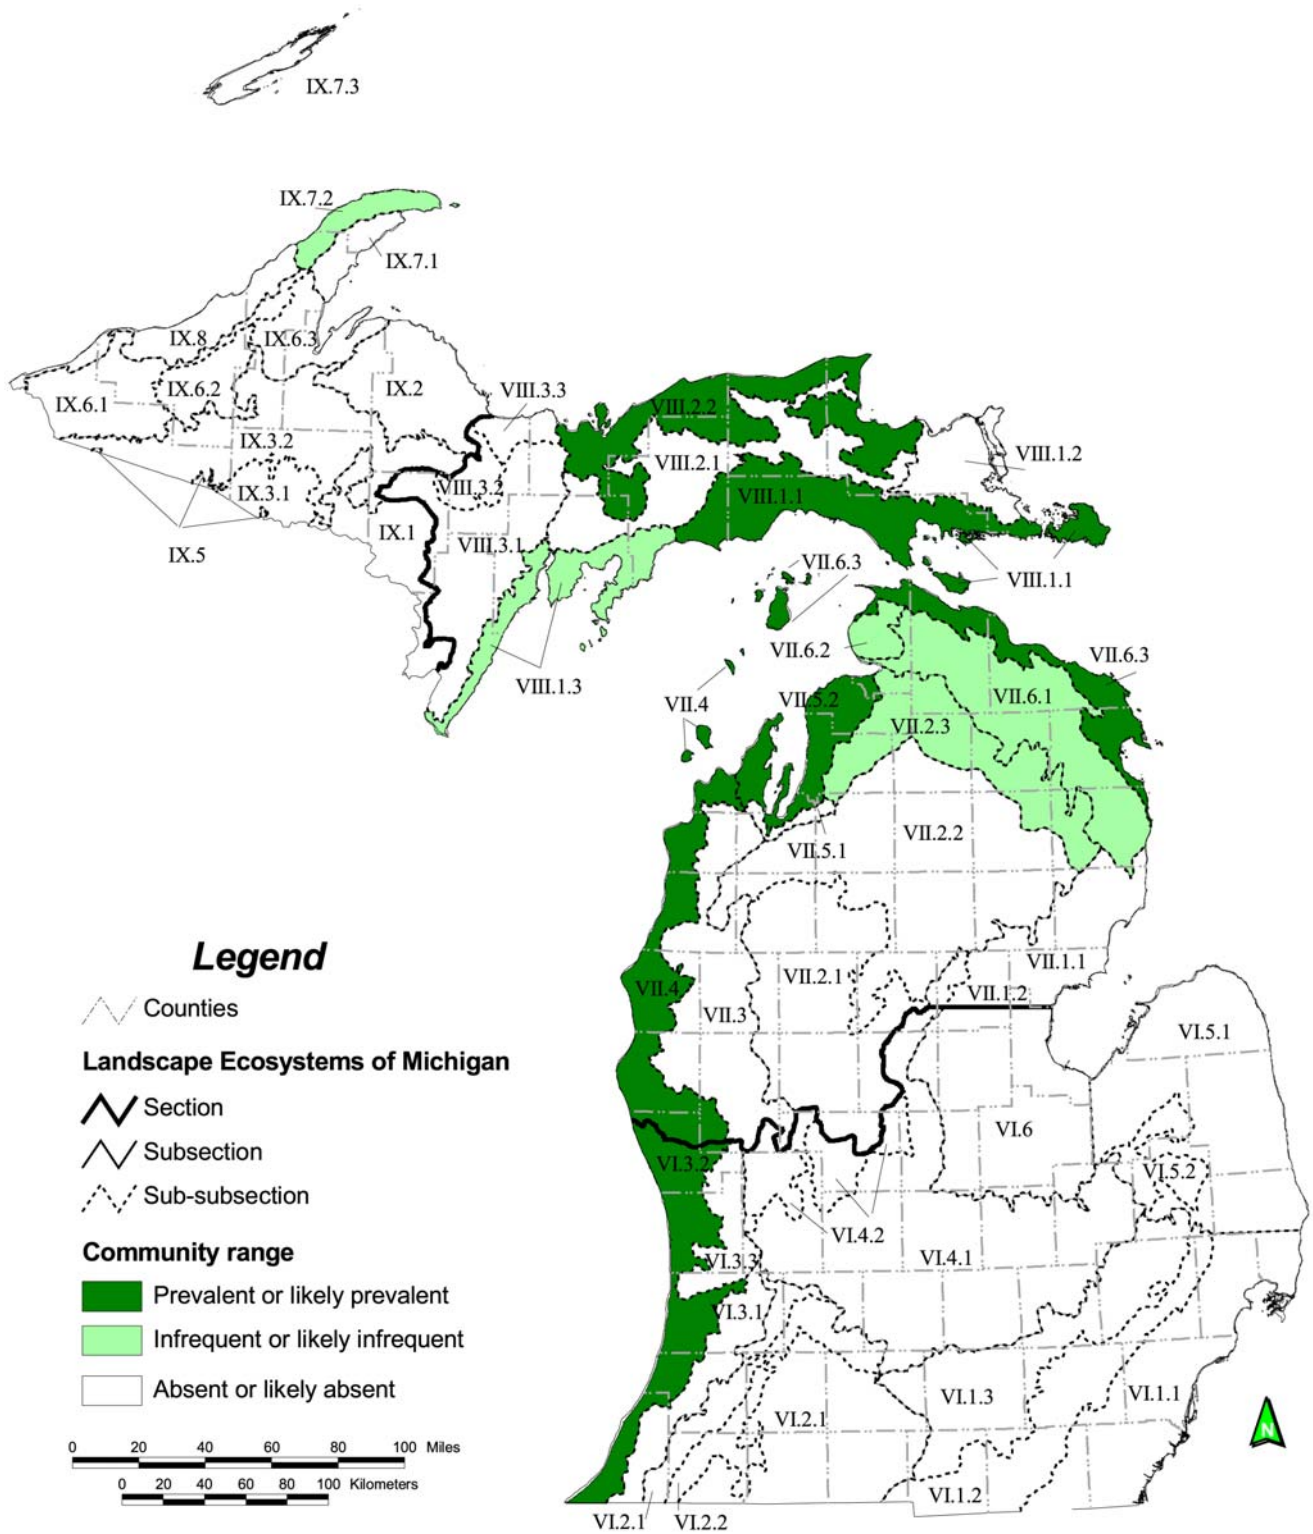 IX.7.3
IX.7.2
IX.7.1
IX.8
IX.6.3
IX.6.2
IX.2
VIII.3.3
IX.6.1
VIII.2.2
IX.3.2
VIII.2.1
VIII.1.2
VIII.3.2
IX.3.1
VIII.1.1
IX.1
VIII.3.1
IX.5
VII.6.3
VIII.1.1
VII.6.2
VII.6.3
VIII.1.3
VII.4
VII.5.2
VII.6.1
VII.2.3
VII.2.2
VII.5.1
VII.1.1
VII.2.1
VII.4
VII.3
VII.1.2
VI.5.1
VI.6
VI.3.2
VI.5.2
VI.4.2
VI.4.1
VI.3.3
VI.3.1
VI.1.3
VI.1.1
VI.2.1
VI.1.2
VI.2.1
VI.2.2
Legend
Counties
Landscape Ecosystems of Michigan
Section
Subsection
Sub-subsection
Community range
Prevalent or likely prevalent
Infrequent or likely infrequent
Absent or likely absent
0 20 40 60 80 100 Miles
0 20 40 60 80 100 Kilometers
N